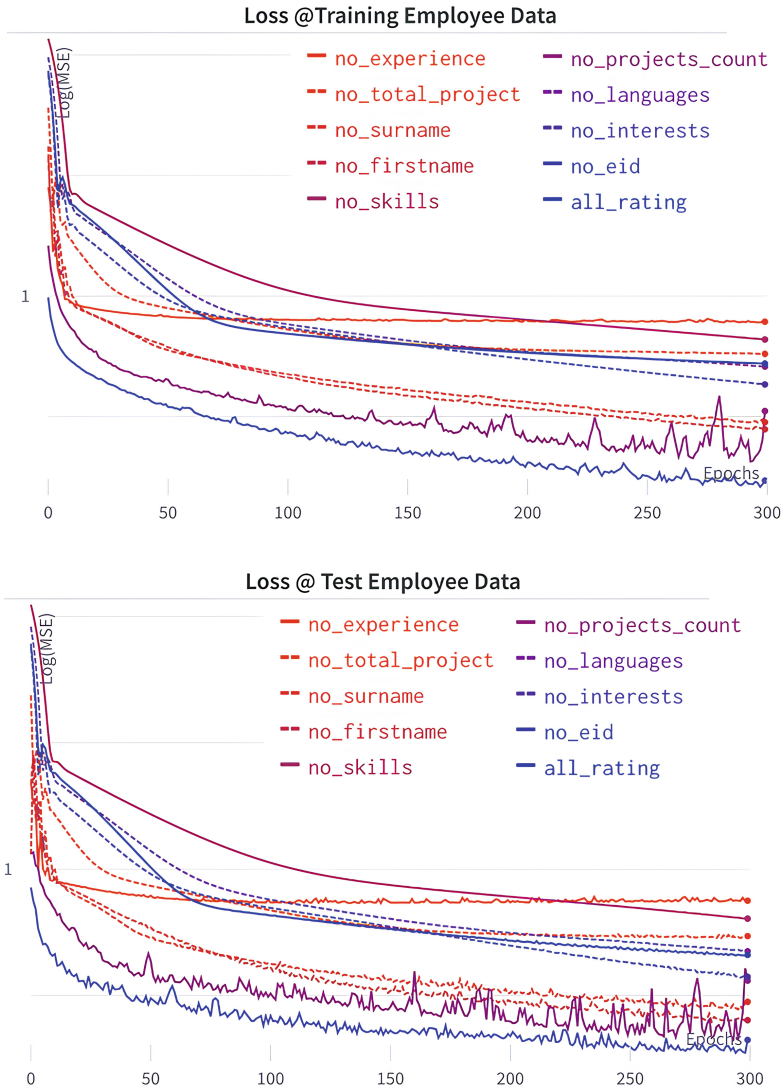 Loss @Training Employee Data
Log(MSE)
no_experience no_projects_count
no_total_project no_languages
no_surname no_interests
no_firstname no_eid
no_skills all_rating
1
Epochs
0 50 100 150 200 250 300
Loss @ Test Employee Data
Log(MSE)
no_experience no_projects_count
no_total_project no_languages
no_surname no_interests
no_firstname no_eid
no_skills all_rating
1
Epochs
0 50 100 150 200 250 300